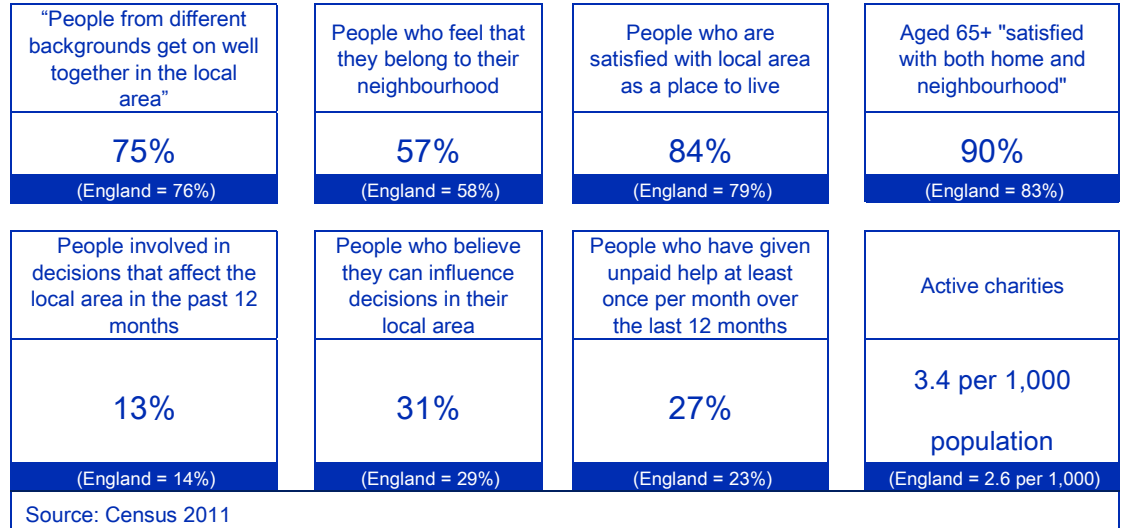 “People from different
backgrounds get on well
together in the local
area”
75%
(England = 76%)
People who feel that
they belong to their
neighbourhood
57%
(England = 58%)
People who are
satisfied with local area
as a place to live
84%
(England = 79%)
Aged 65+ "satisfied
with both home and
neighbourhood"
90%
(England = 83%)
People involved in
decisions that affect the
local area in the past 12
months
13%
(England = 14%)
People who believe
they can influence
decisions in their
local area
31%
(England = 29%)
People who have given
unpaid help at least
once per month over
the last 12 months
27%
(England = 23%)
Active charities
3.4 per 1,000
population
(England = 2.6 per 1,000)
Source: Census 2011